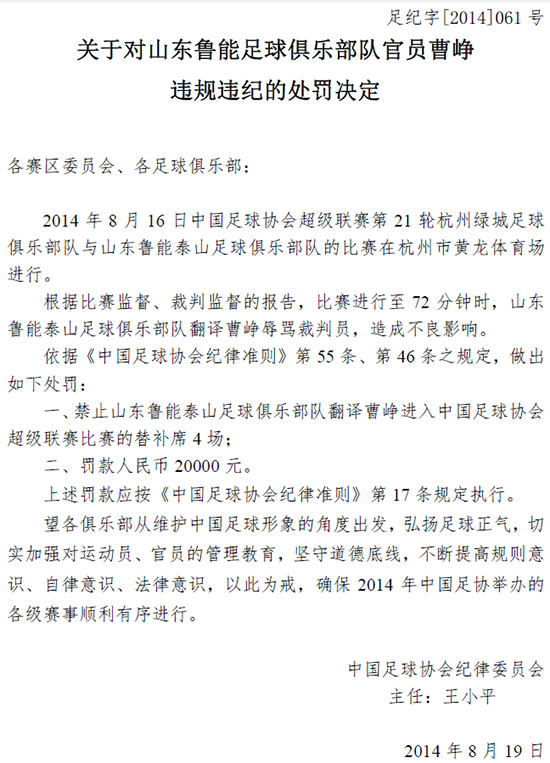 足纪字[2014]061 号
关于对山东鲁能足球俱乐部队官员曹峥
违规违纪的处罚决定
各赛区委员会、各足球俱乐部：
2014 年 8 月 16 日中国足球协会超级联赛第 21 轮杭州绿城足球
俱乐部队与山东鲁能泰山足球俱乐部队的比赛在杭州市黄龙体育场
进行。
根据比赛监督、裁判监督的报告，比赛进行至 72 分钟时，山东
鲁能泰山足球俱乐部队翻译曹峥辱骂裁判员，造成不良影响。
依据《中国足球协会纪律准则》第 55 条、第 46 条之规定，做出
如下处罚：
一、禁止山东鲁能泰山足球俱乐部队翻译曹峥进入中国足球协会
超级联赛比赛的替补席 4 场；
二、罚款人民币 20000 元。
上述罚款应按《中国足球协会纪律准则》第 17 条规定执行。
望各俱乐部从维护中国足球形象的角度出发，弘扬足球正气，切
实加强对运动员、官员的管理教育，坚守道德底线，不断提高规则意
识、自律意识、法律意识，以此为戒，确保 2014 年中国足协举办的
各级赛事顺利有序进行。
中国足球协会纪律委员会
主任：王小平
2014 年 8 月 19 日